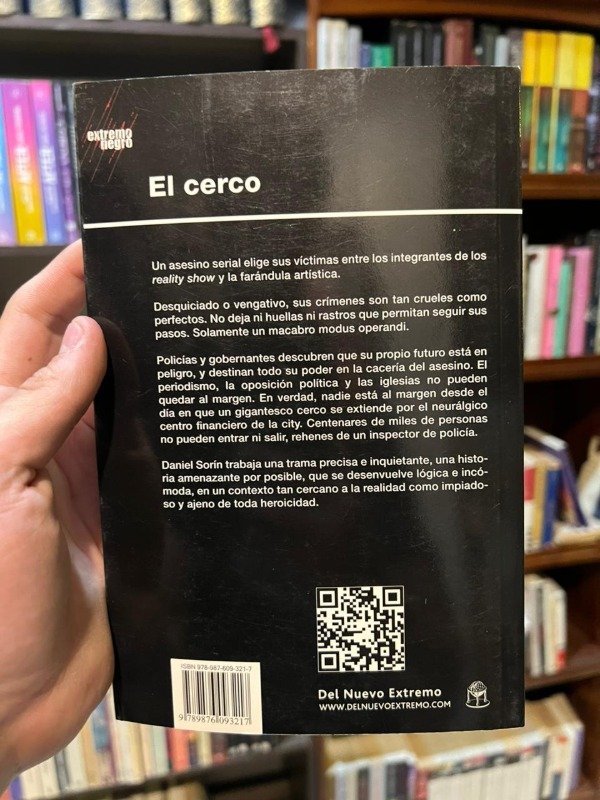 extremo
negro
El cerco
Un asesino serial elige sus víctimas entre los integrantes de los
reality show y la farándula artística.
Desquiciado o vengativo, sus crímenes son tan crueles como
perfectos. No deja ni huellas ni rastros que permitan seguir sus
pasos. Solamente un macabro modus operandi.
Policías y gobernantes descubren que su propio futuro está en
peligro, y destinan todo su poder en la cacería del asesino. El
periodismo, la oposición política y las iglesias no pueden
quedar al margen. En verdad, nadie está al margen desde el
día en que un gigantesco cerco se extiende por el neurálgico
centro financiero de la city. Centenares de miles de personas
no pueden entrar ni salir, rehenes de un inspector de policía.
Daniel Sorín trabaja una trama precisa e inquietante, una histo-
ria amenazante por posible, que se desenvuelve lógica e incó-
moda, en un contexto tan cercano a la realidad como impiado-
so y ajeno de toda heroicidad.
ISBN 978-987-609-321-7
9 789876 093217
Del Nuevo Extremo
WWW.DELNUEVOEXTREMO.COM